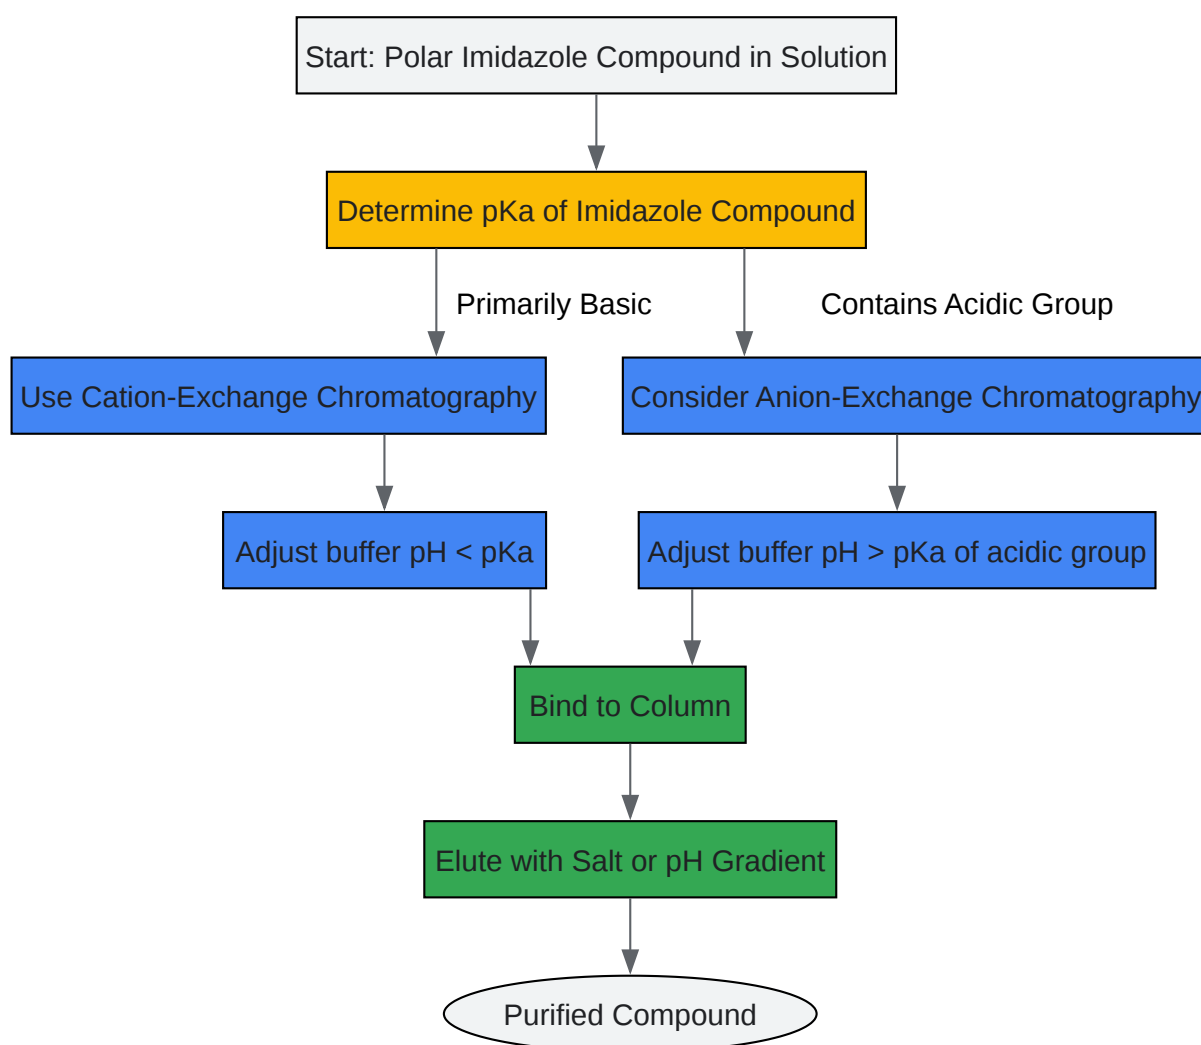 Start: Polar Imidazole Compound in Solution
Determine pKa of Imidazole Compound
Primarily Basic
Contains Acidic Group
Use Cation-Exchange Chromatography
Consider Anion-Exchange Chromatography
Adjust buffer pH < pKa
Adjust buffer pH > pKa of acidic group
Bind to Column
Elute with Salt or pH Gradient
Purified Compound